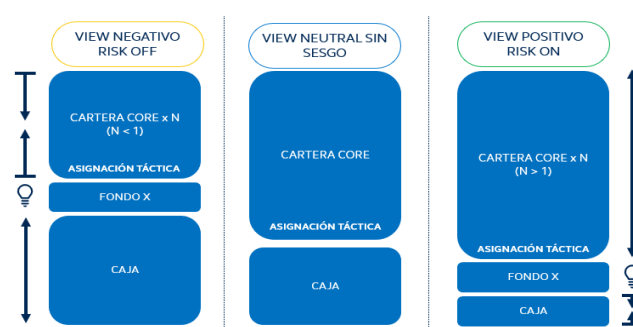 VIEW NEGATIVO
RISK OFF
CARTERA CORE x N
(N < 1)
ASIGNACIÓN TÁCTICA
FONDO X
CAJA
VIEW NEUTRAL SIN
SESGO
CARTERA CORE
ASIGNACIÓN TÁCTICA
CAJA
VIEW POSITIVO
RISK ON
CARTERA CORE x N
(N > 1)
ASIGNACIÓN TÁCTICA
FONDO X
CAJA